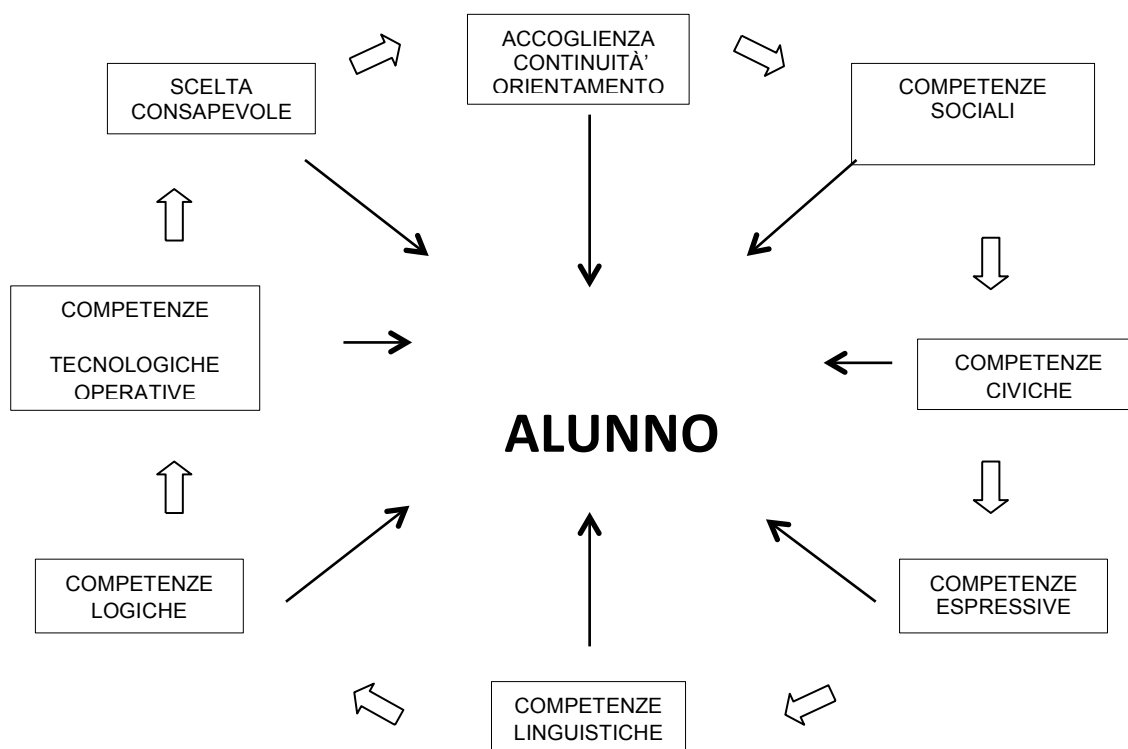 ACCOGLIENZA
CONTINUITÀ’
ORIENTAMENTO
SCELTA
CONSAPEVOLE
COMPETENZE
SOCIALI
COMPETENZE
TECNOLOGICHE
OPERATIVE
COMPETENZE
CIVICHE
ALUNNO
COMPETENZE
LOGICHE
COMPETENZE
ESPRESSIVE
COMPETENZE
LINGUISTICHE